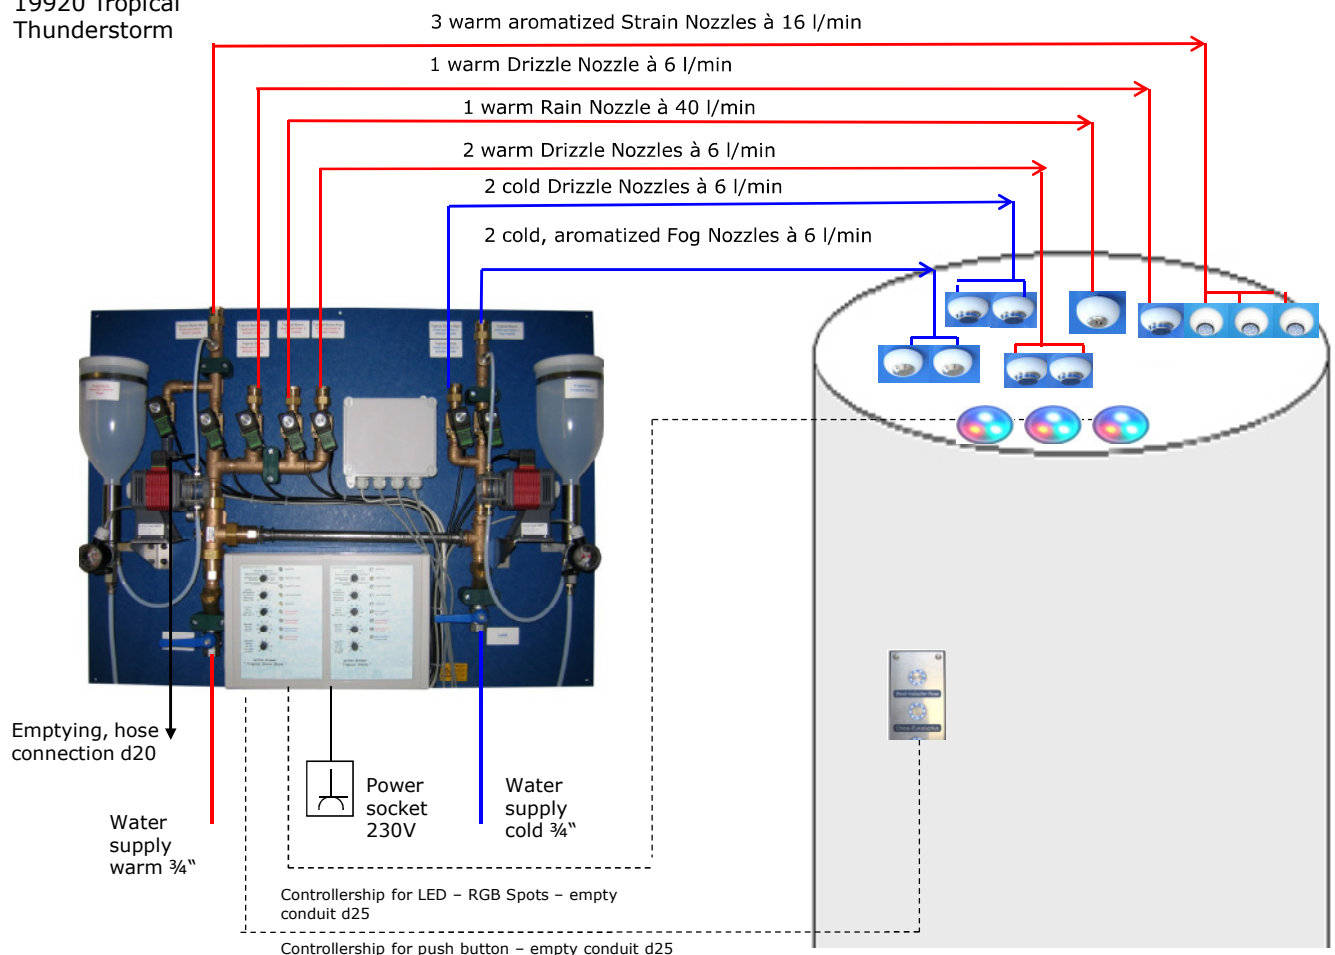 19920 Tropical
Thunderstorm
3 warm aromatized Strain Nozzles à 16 l/min
1 warm Drizzle Nozzle à 6 l/min
1 warm Rain Nozzle à 40 l/min
2 warm Drizzle Nozzles à 6 l/min
2 cold Drizzle Nozzles à 6 l/min
2 cold, aromatized Fog Nozzles à 6 l/min
Emptying, hose
connection d20
Water
supply
warm ¾“
Power
socket
230V
Water
supply
cold ¾“
Controllership for LED – RGB Spots – empty
conduit d25
Controllership for push button – empty conduit d25